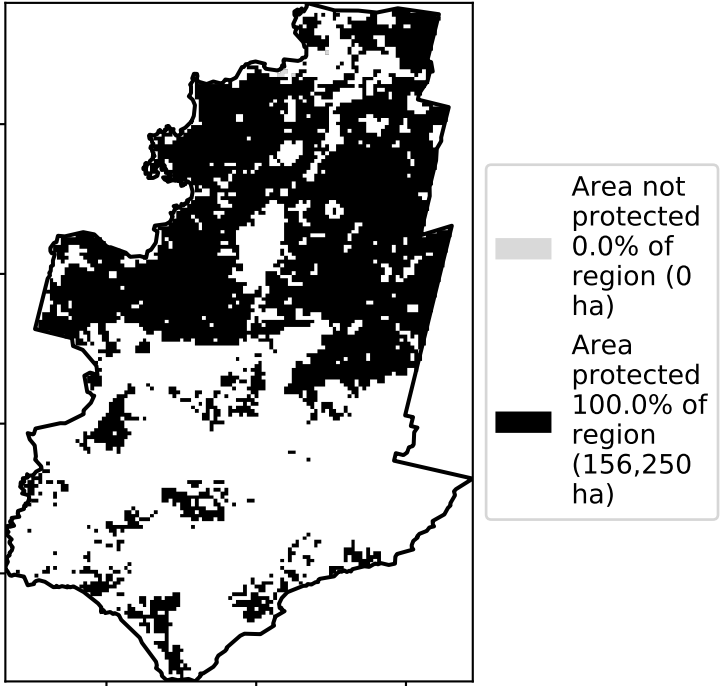 Area not
protected
0.0% of
region (0
ha)
Area
protected
100.0% of
region
(156,250
ha)